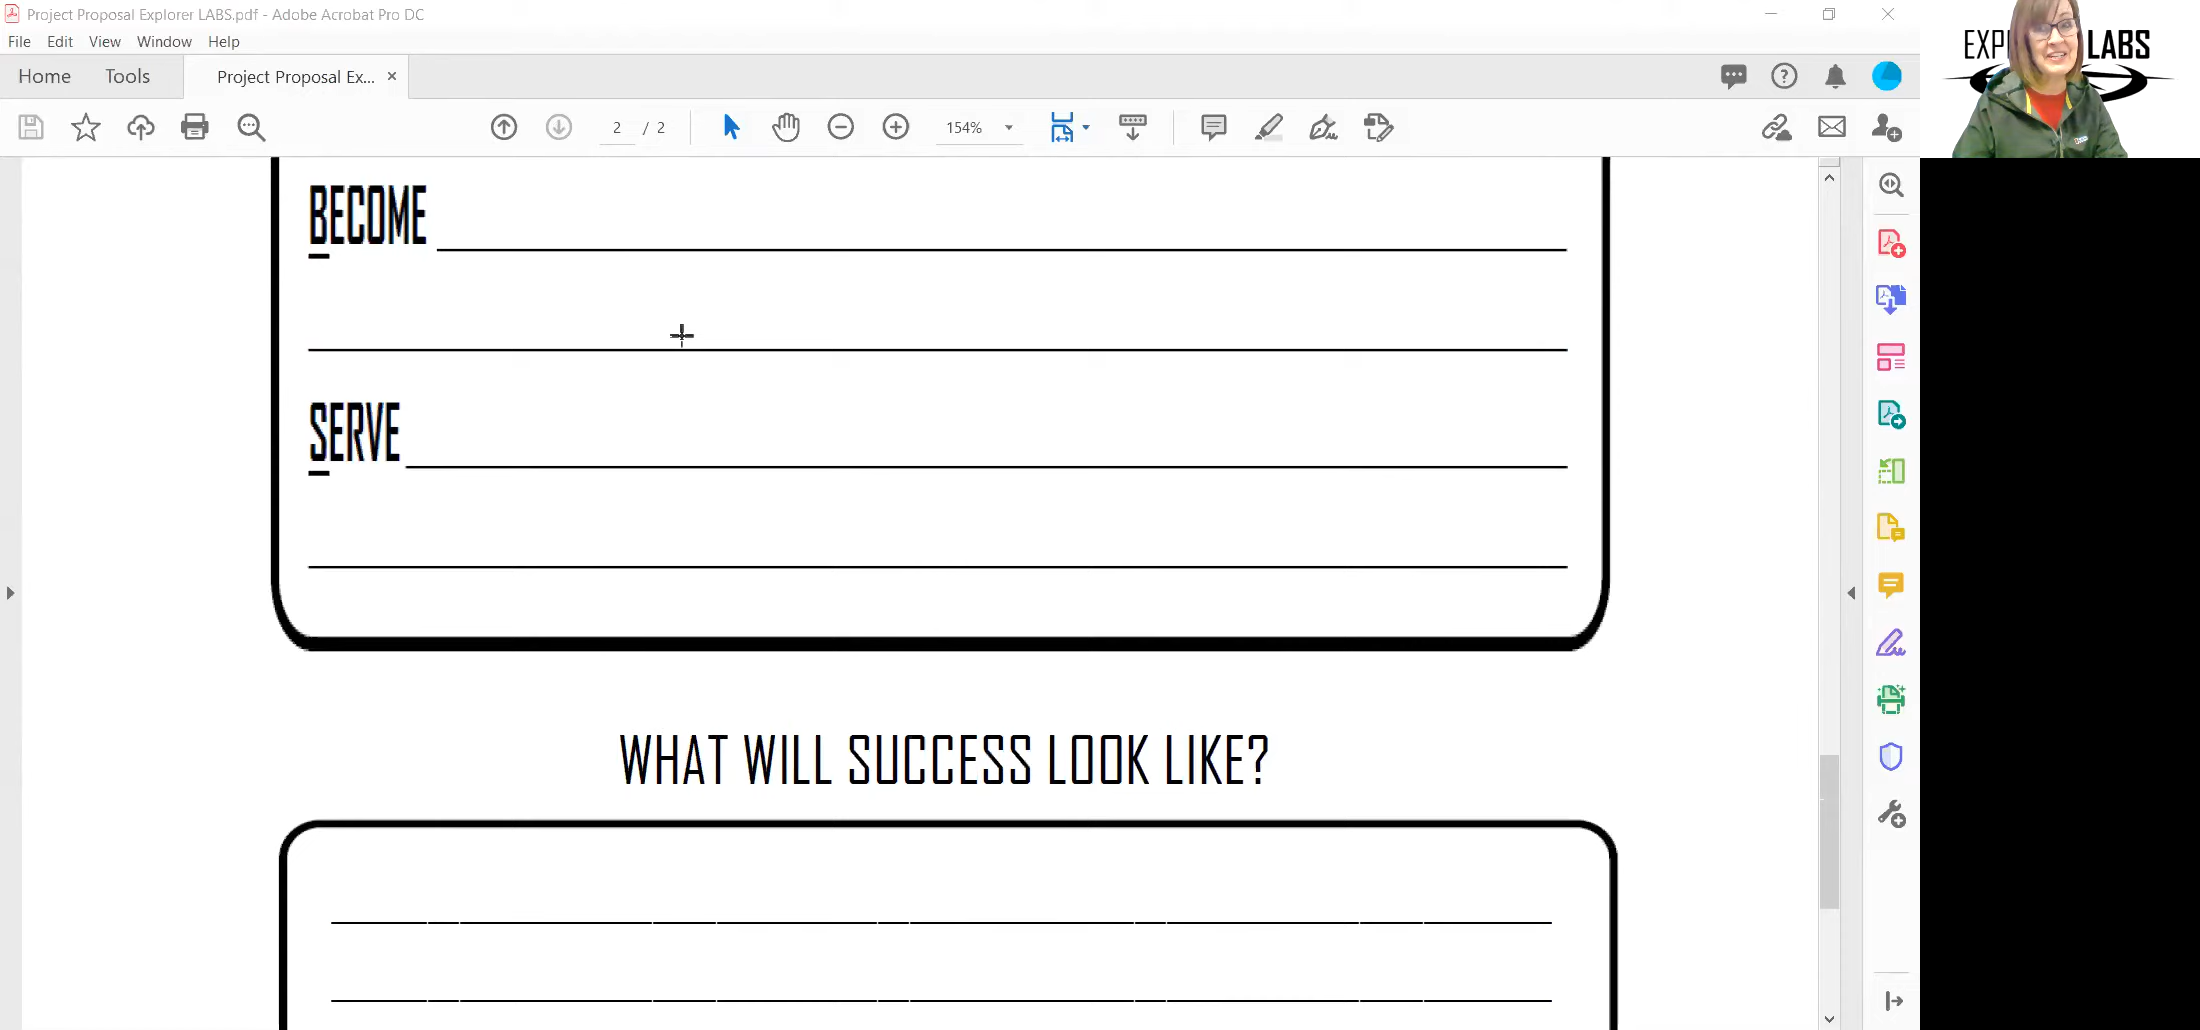 Project Proposal Explorer LABS.pdf - Adobe Acrobat Pro DC
File Edit View Window Help
Home Tools Project Proposal Ex... ×
2 / 2 154%
BECOME
SERVE
WHAT WILL SUCCESS LOOK LIKE?
EXP LABS